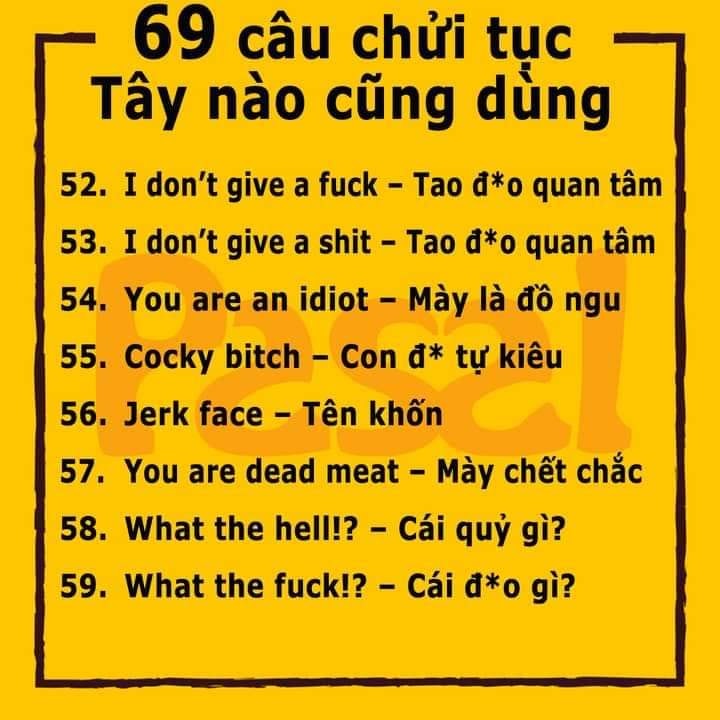 69 câu chửi tục
Tây nào cũng dùng
52. I don’t give a fuck – Tao đ*o quan tâm
53. I don’t give a shit – Tao đ*o quan tâm
54. You are an idiot – Mày là đồ ngu
55. Cocky bitch – Con đ* tự kiêu
56. Jerk face – Tên khốn
57. You are dead meat – Mày chết chắc
58. What the hell!? – Cái quỷ gì?
59. What the fuck!? – Cái đ*o gì?
Pasal